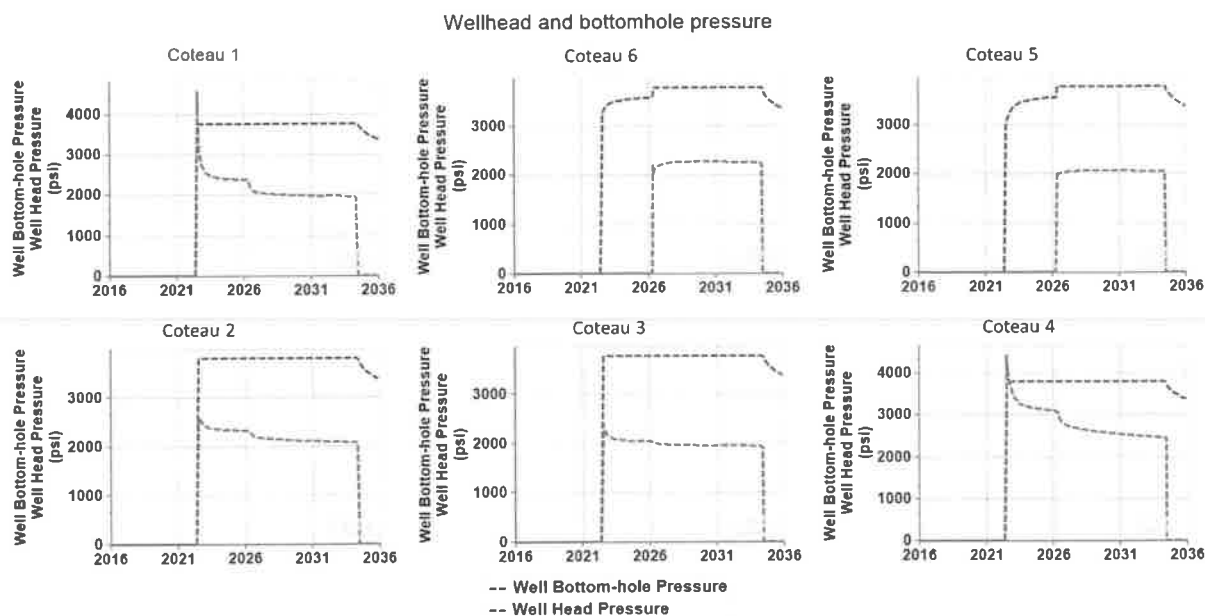 Wellhead and bottomhole pressure
Coteau 1
Well Bottom-hole Pressure
Well Head Pressure
(psi)
4000
3000
2000
1000
0
2016
2021
2026
2031
2036
Coteau 6
Well Bottom-hole Pressure
Well Head Pressure
(psi)
3000
2000
1000
0
2016
2021
2026
2031
2036
Coteau 5
Well Bottom-hole Pressure
Well Head Pressure
(psi)
3000
2000
1000
0
2016
2021
2026
2031
2036
Coteau 2
Well Bottom-hole Pressure
Well Head Pressure
(psi)
3000
2000
1000
0
2016
2021
2026
2031
2036
Coteau 3
Well Bottom-hole Pressure
Well Head Pressure
(psi)
3000
2000
1000
0
2016
2021
2026
2031
2036
Coteau 4
Well Bottom-hole Pressure
Well Head Pressure
(psi)
4000
3000
2000
1000
0
2016
2021
2026
2031
2036
-- Well Bottom-hole Pressure
-- Well Head Pressure